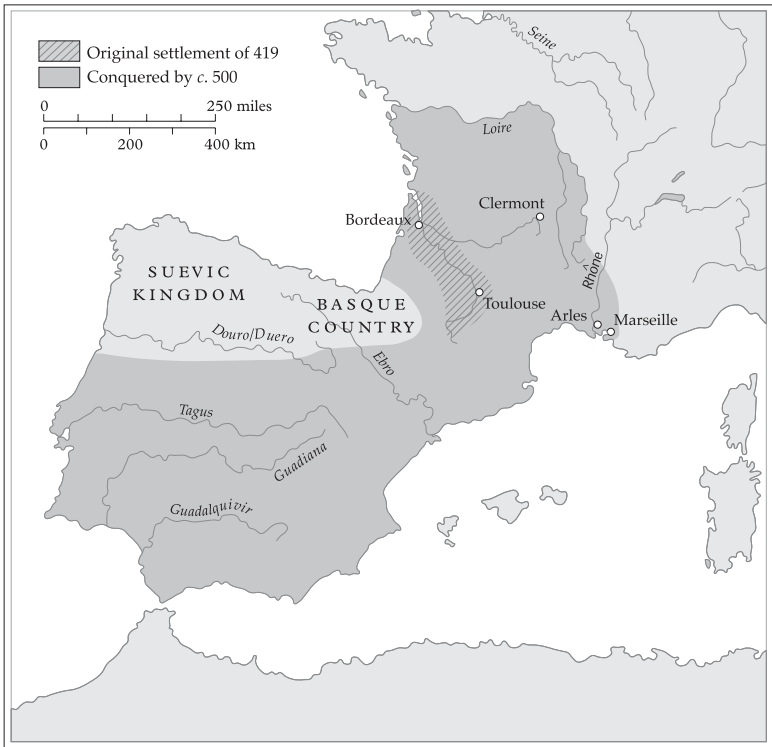 Original settlement of 419
Conquered by c. 500
0 250 miles
0 200 400 km
Seine
Loire
Clermont
Bordeaux
Rhône
Toulouse
Arles
Marseille
SUEVIC
KINGDOM
BASQUE
COUNTRY
Douro/Duero
Ebro
Tagus
Guadiana
Guadalquivir